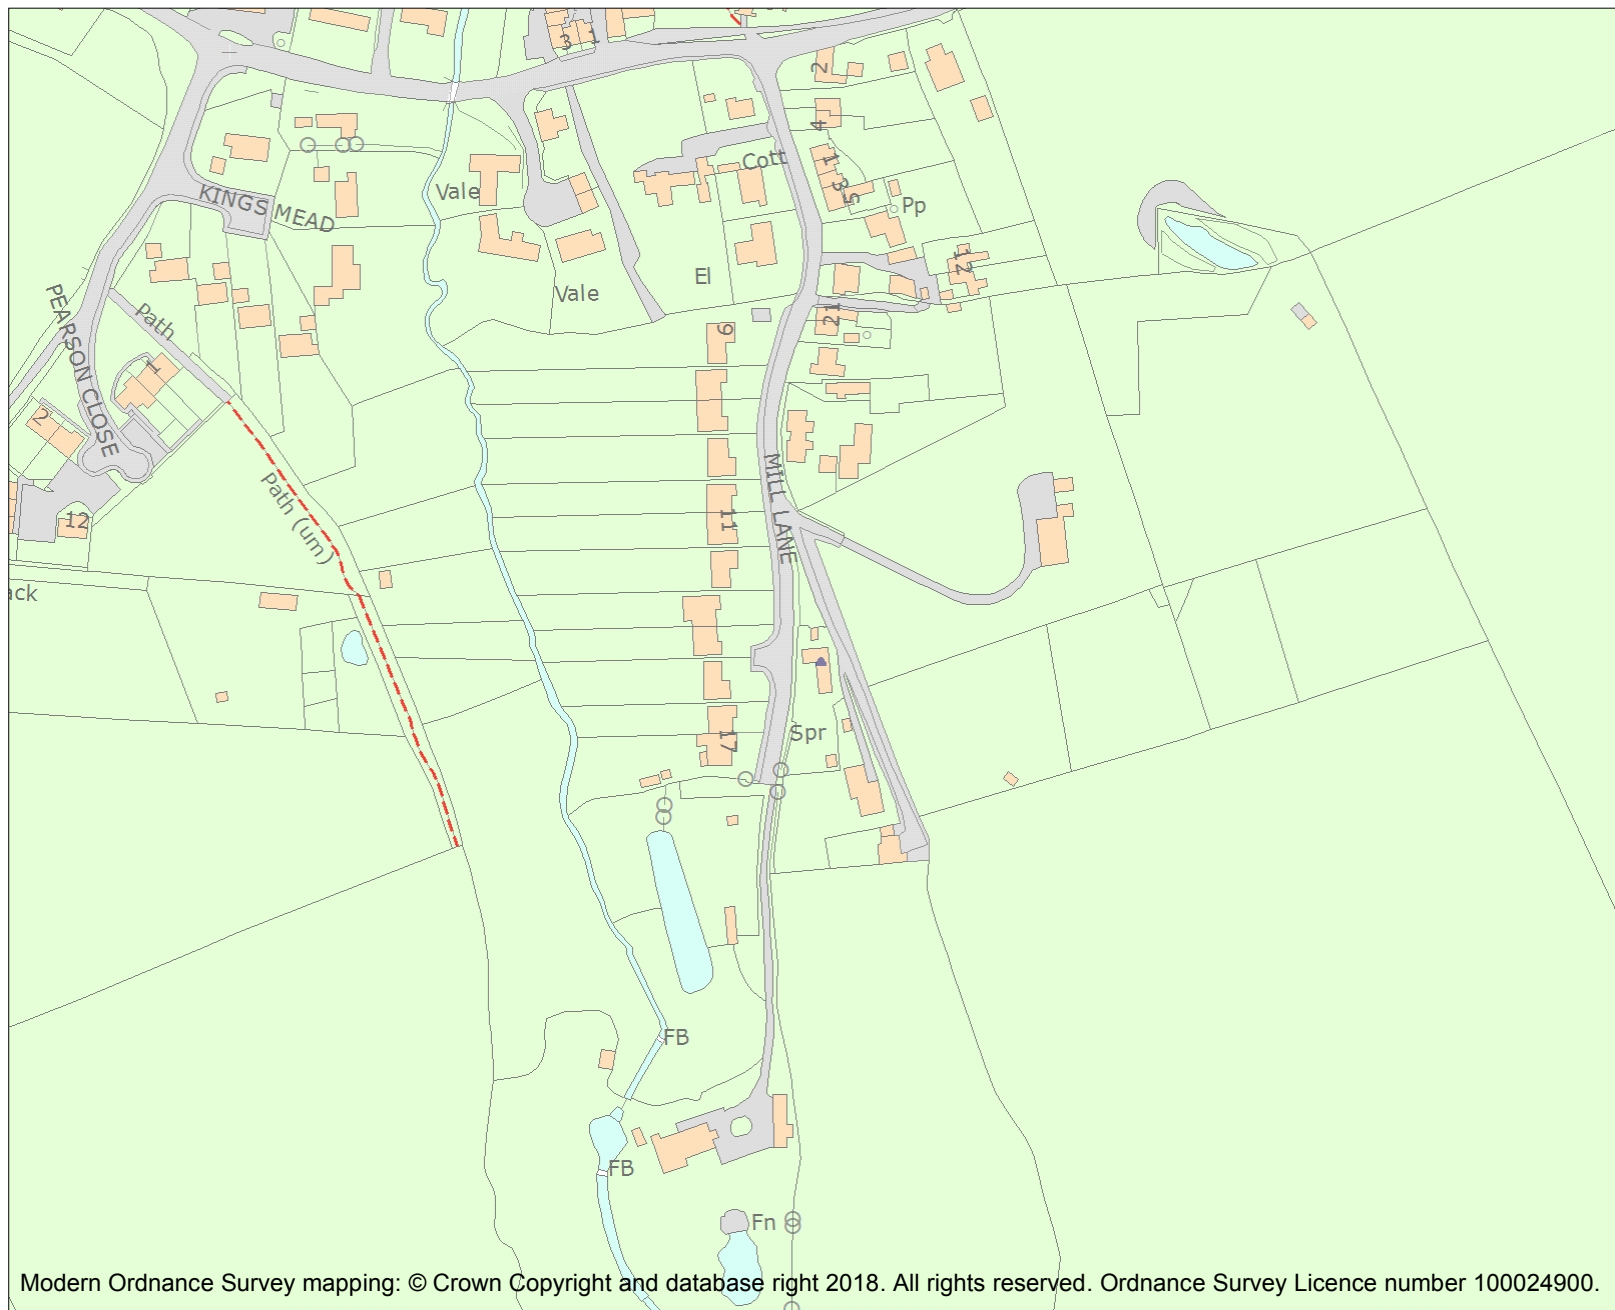 3 1
2
4
Vale
KINGS MEAD
Cott
1
3
5
Pp
12
El
Vale
PEARSON CLOSE
Path
21
9
1
2
12
Path (um)
MILL LANE
11
ack
17
Spr
FB
FB
Fn
Modern Ordnance Survey mapping: © Crown Copyright and database right 2018. All rights reserved. Ordnance Survey Licence number 100024900.